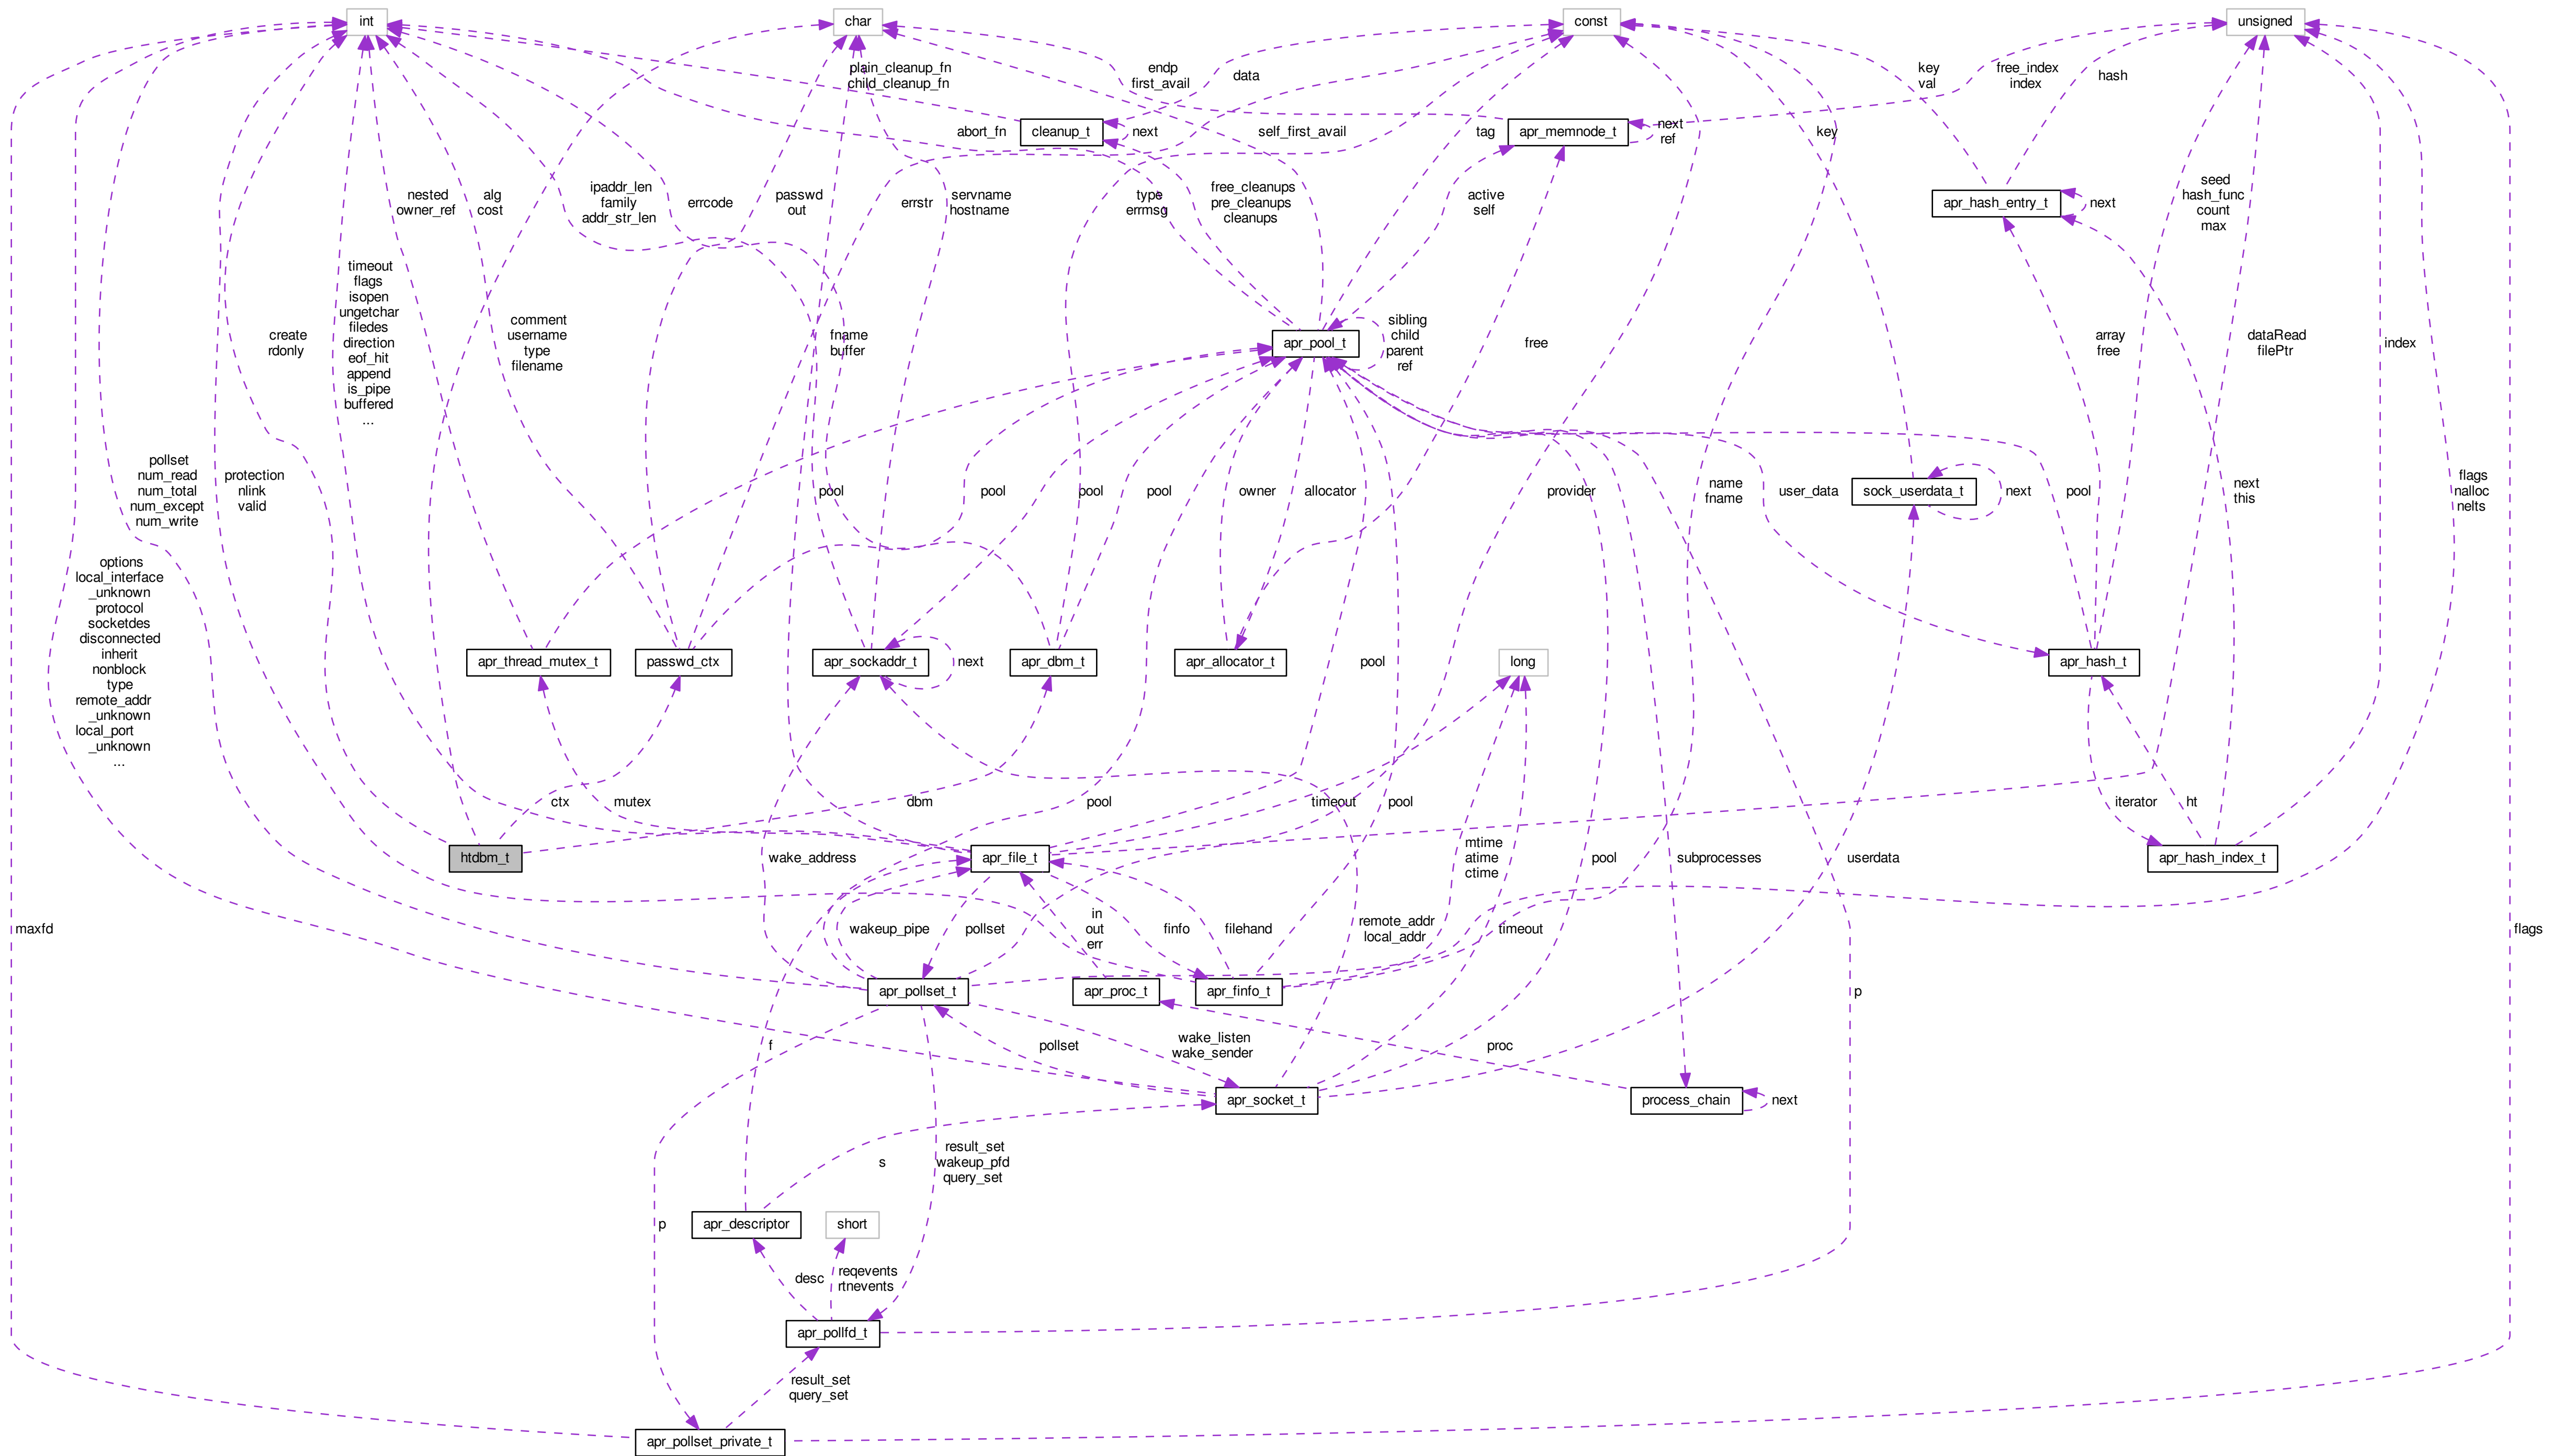 int
char
const
unsigned
plain_cleanup_fn
child_cleanup_fn
endp
first_avail
data
key
val
free_index
index
hash
abort_fn
cleanup_t
next
self_first_avail
tag
apr_memnode_t
next
ref
key
nested
owner_ref
alg
cost
ipaddr_len
family
addr_str_len
errcode
passwd
out
errstr
servname
hostname
type
errmsg
free_cleanups
pre_cleanups
cleanups
active
self
apr_hash_entry_t
next
seed
hash_func
count
max
create
rdonly
timeout
flags
isopen
ungetchar
filedes
direction
eof_hit
append
is_pipe
buffered
...
comment
username
type
filename
fname
buffer
apr_pool_t
sibling
child
parent
ref
free
array
free
dataRead
filePtr
index
pollset
num_read
num_total
num_except
num_write
protection
nlink
valid
pool
pool
pool
pool
owner
allocator
provider
name
fname
user_data
sock_userdata_t
next
pool
next
this
flags
nalloc
nelts
options
local_interface
_unknown
protocol
socketdes
disconnected
inherit
nonblock
type
remote_addr
_unknown
local_port
_unknown
...
apr_thread_mutex_t
passwd_ctx
apr_sockaddr_t
next
apr_dbm_t
apr_allocator_t
pool
long
apr_hash_t
ctx
mutex
dbm
pool
timeout
pool
iterator
ht
htdbm_t
wake_address
apr_file_t
mtime
atime
ctime
pool
subprocesses
userdata
apr_hash_index_t
maxfd
wakeup_pipe
pollset
in
out
err
finfo
filehand
remote_addr
local_addr
timeout
flags
apr_pollset_t
apr_proc_t
apr_finfo_t
p
f
pollset
wake_listen
wake_sender
proc
apr_socket_t
process_chain
next
s
result_set
wakeup_pfd
query_set
p
apr_descriptor
short
desc
reqevents
rtnevents
apr_pollfd_t
result_set
query_set
apr_pollset_private_t